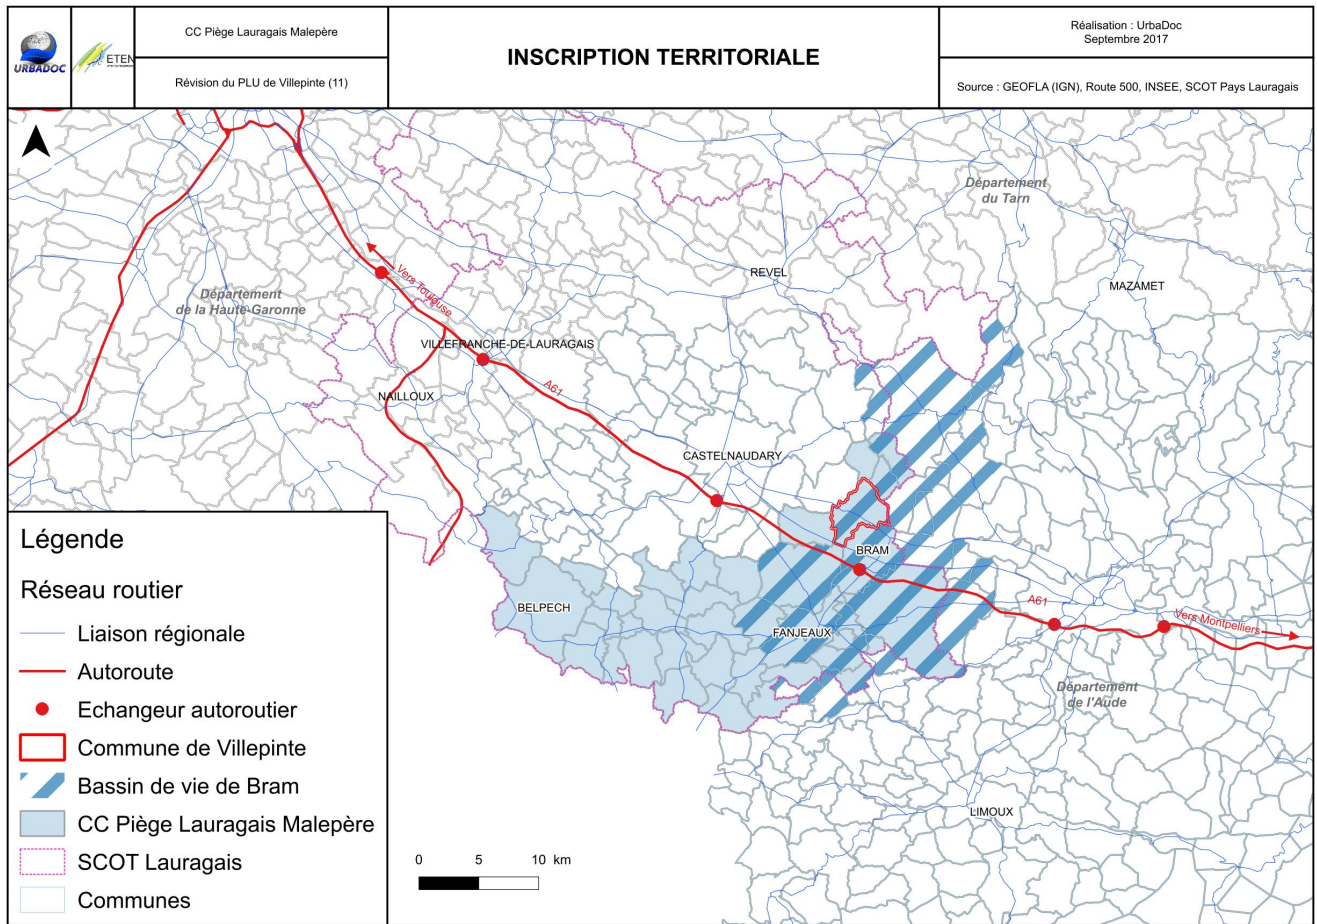 URBADOC
ETEN
CC Piège Lauragais Malepère
Révision du PLU de Villepinte (11)
INSCRIPTION TERRITORIALE
Réalisation : UrbaDoc
Septembre 2017
Source : GEOFLA (IGN), Route 500, INSEE, SCOT Pays Lauragais
Département
du Tarn
REVEL
MAZAMET
Vers Toulouse
Département
de la Haute-Garonne
VILLEFRANCHE-DE-LAURAGAIS
A61
NAILLOUX
CASTELNAUDARY
BRAM
BELPECH
FANJEAUX
A61
Vers Montpelliers
Département
de l'Aude
LIMOUX
Légende
Réseau routier
Liaison régionale
Autoroute
Echangeur autoroutier
Commune de Villepinte
Bassin de vie de Bram
CC Piège Lauragais Malepère
SCOT Lauragais
Communes
0 5 10 km